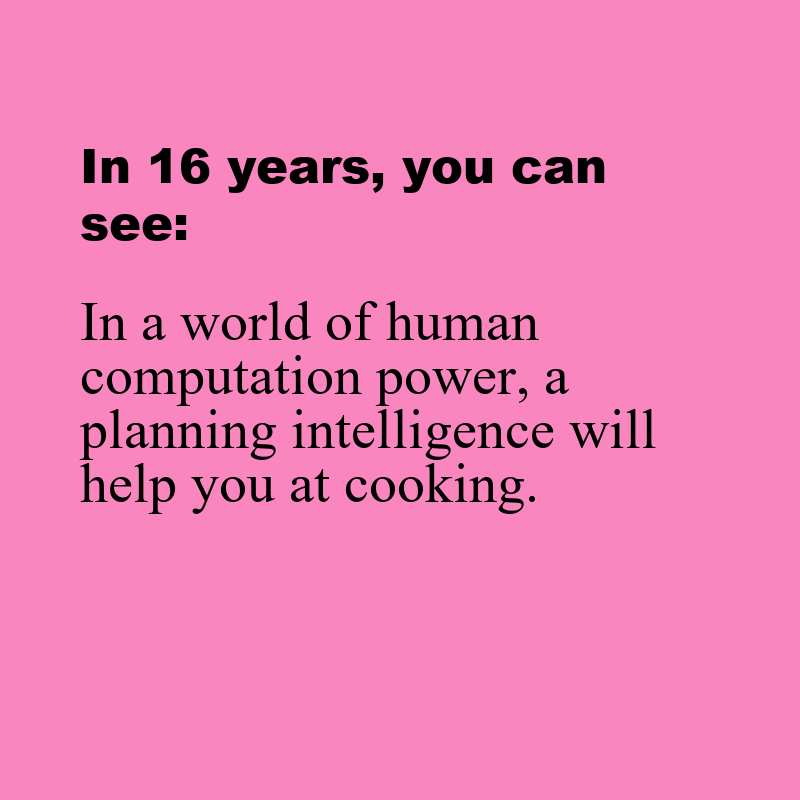 In 16 years, you can
see:
In a world of human
computation power, a
planning intelligence will
help you at cooking.